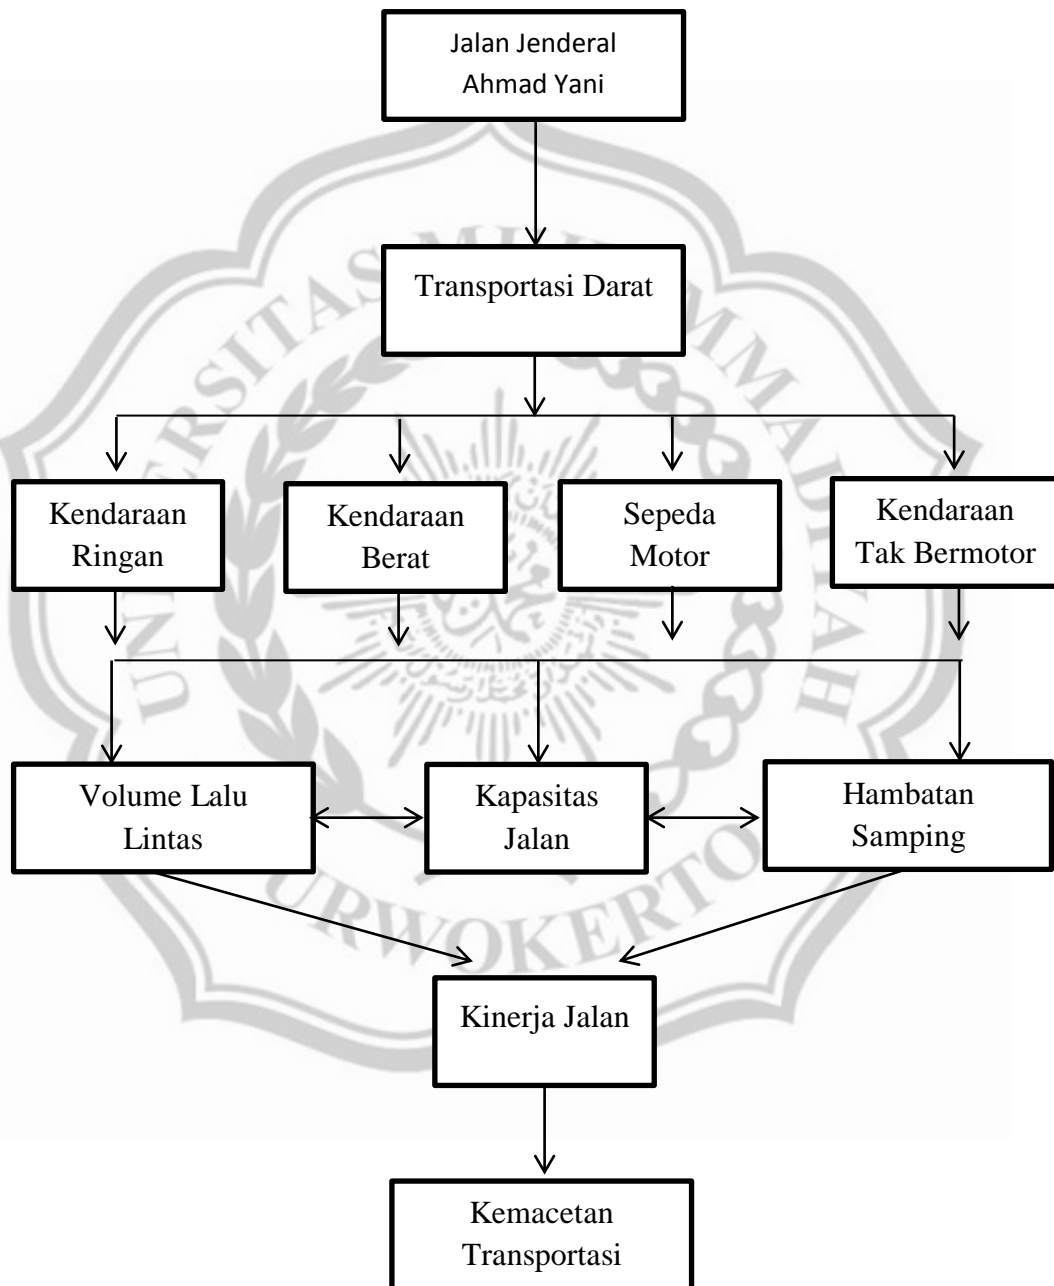 Jalan Jenderal
Ahmad Yani
Transportasi Darat
Kendaraan
Ringan
Kendaraan
Berat
Sepeda
Motor
Kendaraan
Tak Bermotor
Volume Lalu
Lintas
Kapasitas
Jalan
Hambatan
Samping
Kinerja Jalan
Kemacetan
Transportasi